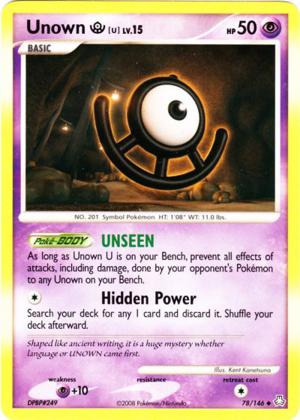 Unown [U] LV.15 HP 50
BASIC
NO. 201 Symbol Pokémon HT: 1'08" WT: 11.0 lbs.
Poké-BODY UNSEEN
As long as Unown U is on your Bench, prevent all effects of
attacks, including damage, done by your opponent's Pokémon
to any Unown on your Bench.
Hidden Power
Search your deck for any 1 card and discard it. Shuffle your
deck afterward.
Shaped like ancient writing, it is a huge mystery whether
language or UNOWN came first.
Illus. Kent Kanetsuna
weakness resistance retreat cost
+10
DPBP#249 ©2008 Pokémon/Nintendo 78/146